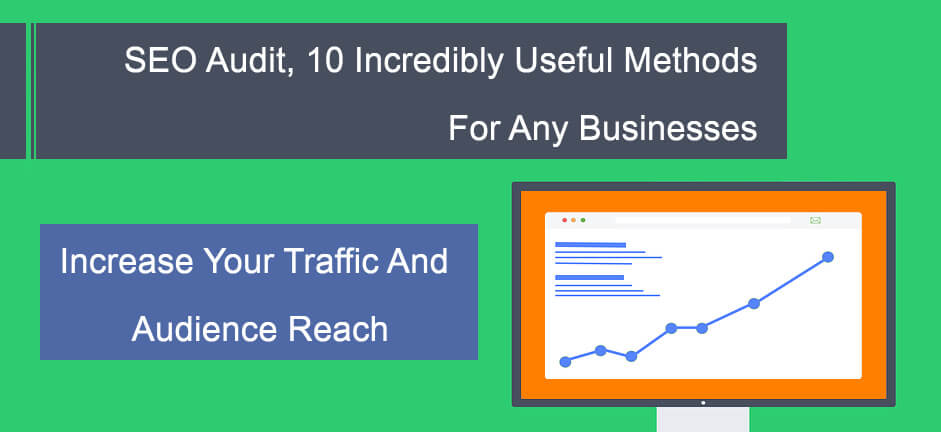 SEO Audit, 10 Incredibly Useful Methods
For Any Businesses
Increase Your Traffic And
Audience Reach